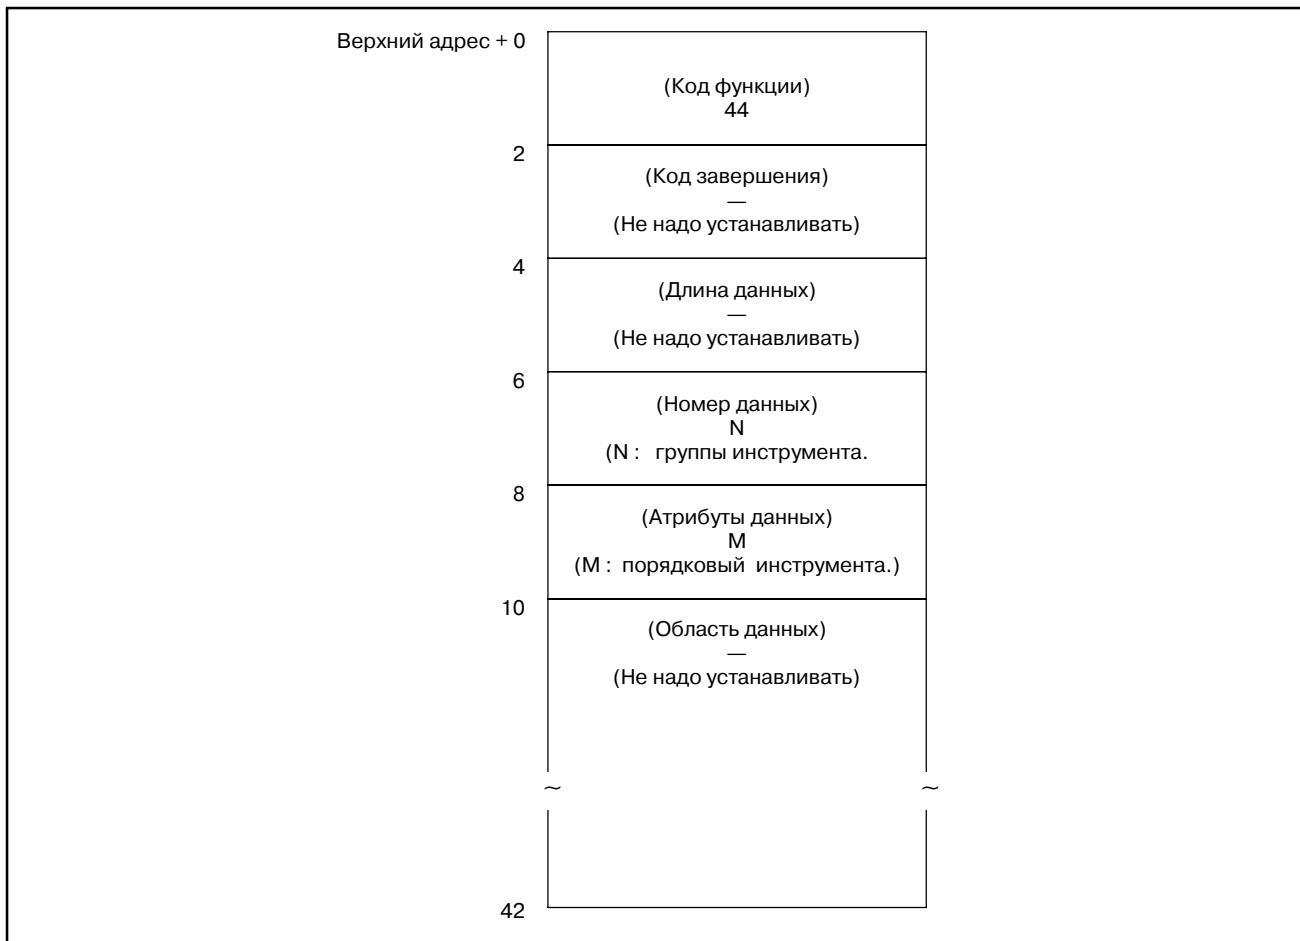 Верхний адрес + 0
(Код функции)
44
2
(Код завершения)
—
(Не надо устанавливать)
4
(Длина данных)
—
(Не надо устанавливать)
6
(Номер данных)
N
(N : группы инструмента.
8
(Атрибуты данных)
M
(M : порядковый инструмента.)
10
(Область данных)
—
(Не надо устанавливать)
~ ~
42